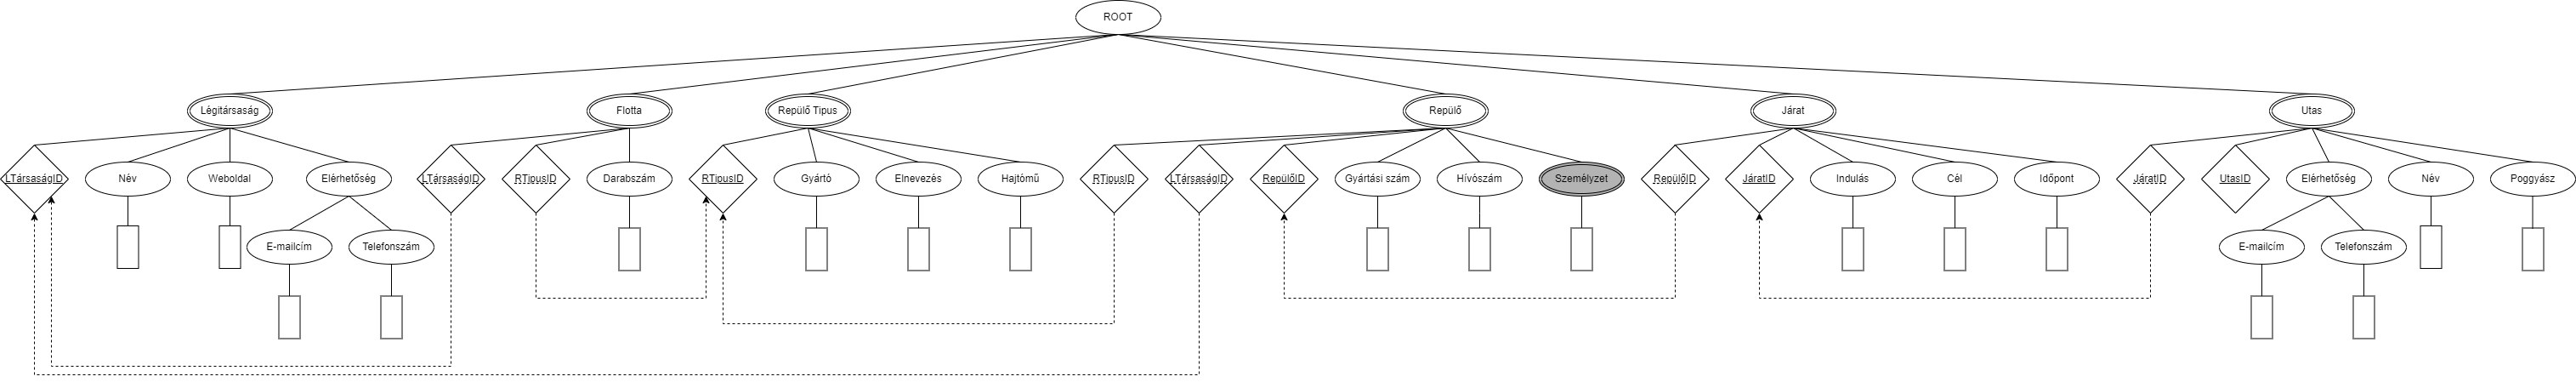 ROOT
Légitársaság
Flotta
Repülő Tipus
Repülő
Járat
Utas
LTársaságID
Név
Weboldal
Elérhetőség
LTársaságID
RTipusID
Darabszám
RTipusID
Gyártó
Elnevezés
Hajtómű
RTipusID
LTársaságID
RepülőID
Gyártási szám
Hívószám
Személyzet
RepülőID
JáratID
Indulás
Cél
Időpont
JáratID
UtasID
Elérhetőség
Név
Poggyász
E-mailcím
Telefonszám
E-mailcím
Telefonszám